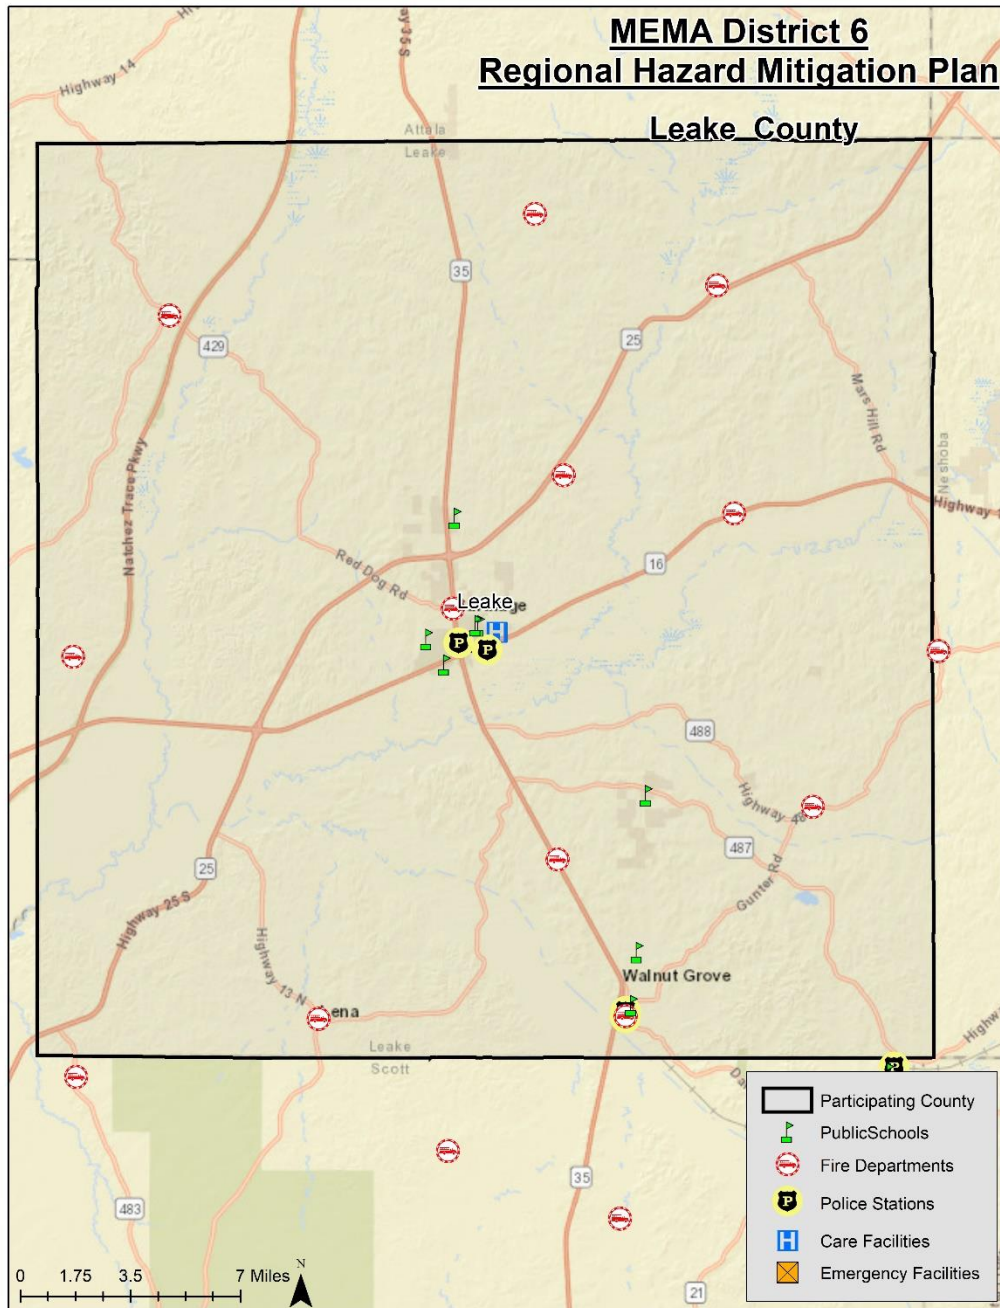 MEMA District 6
Regional Hazard Mitigation Plan
Leake County
Highway 14
35 S
Attala
Leake
35
25
429
Natchez Trace Pkwy
Mars Hill Rd
Neshoba
Highway
16
Red Dog Rd
Leake
P
P
H
488
Highway 48
487
Gunter Rd
25
Highway 25 S
Highway 13 N
Walnut Grove
Leake
Scott
P
Participating County
PublicSchools
Fire Departments
P Police Stations
H Care Facilities
Emergency Facilities
35
483
21
0 1.75 3.5 7 Miles
N